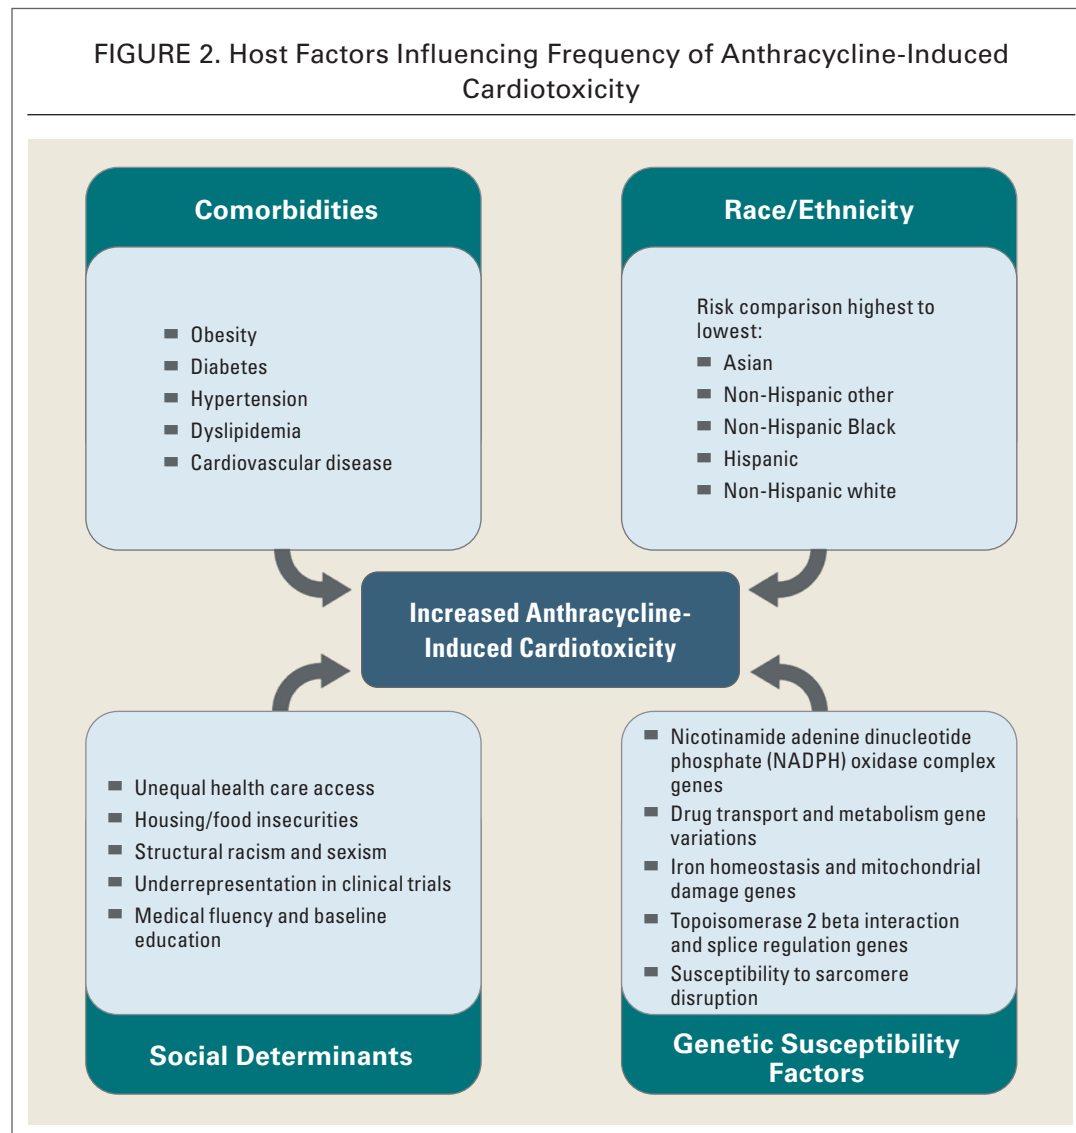 FIGURE 2. Host Factors Influencing Frequency of Anthracycline-Induced
Cardiotoxicity
Comorbidities
Obesity
Diabetes
Hypertension
Dyslipidemia
Cardiovascular disease
Race/Ethnicity
Risk comparison highest to
lowest:
Asian
Non-Hispanic other
Non-Hispanic Black
Hispanic
Non-Hispanic white
Increased Anthracycline-
Induced Cardiotoxicity
Unequal health care access
Housing/food insecurities
Structural racism and sexism
Underrepresentation in clinical trials
Medical fluency and baseline
education
Social Determinants
Nicotinamide adenine dinucleotide
phosphate (NADPH) oxidase complex
genes
Drug transport and metabolism gene
variations
Iron homeostasis and mitochondrial
damage genes
Topoisomerase 2 beta interaction
and splice regulation genes
Susceptibility to sarcomere
disruption
Genetic Susceptibility
Factors